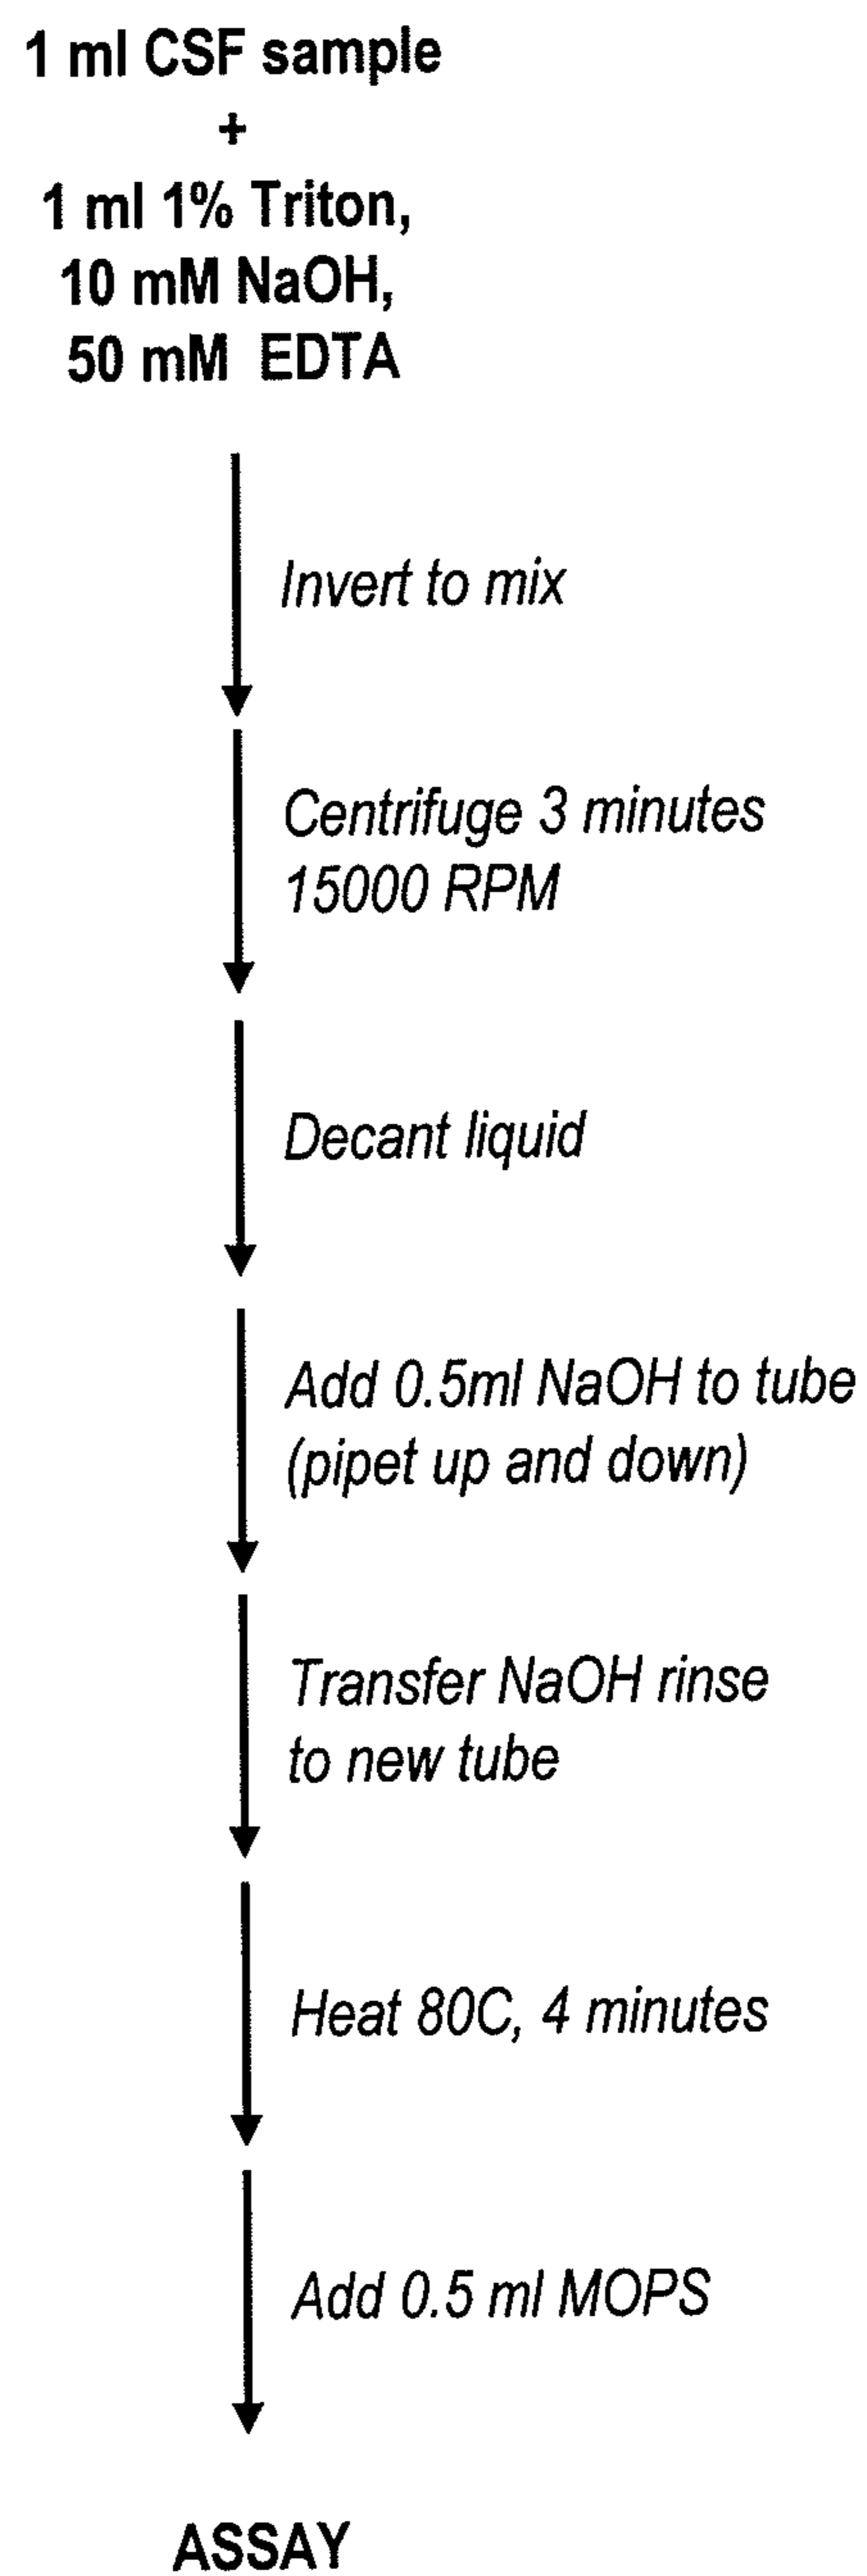 1 ml CSF sample
+
1 ml 1% Triton,
10 mM NaOH,
50 mM EDTA
Invert to mix
Centrifuge 3 minutes
15000 RPM
Decant liquid
Add 0.5ml NaOH to tube
(pipet up and down)
Transfer NaOH rinse
to new tube
Heat 80C, 4 minutes
Add 0.5 ml MOPS
ASSAY